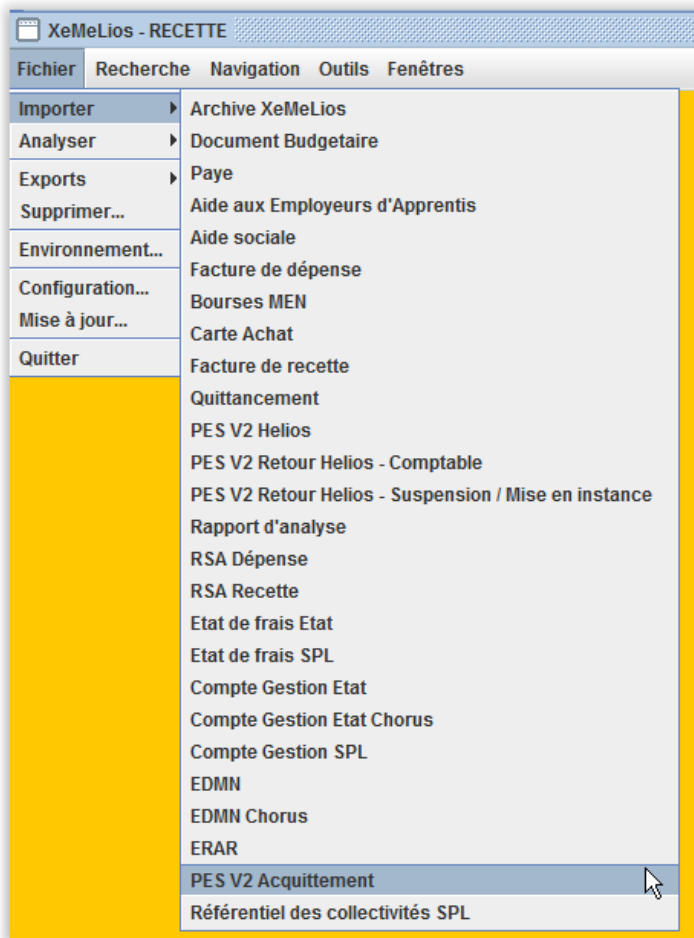 XeMeLios - RECETTE
Fichier Recherche Navigation Outils Fenêtres
Importer
Analyser
Exports
Supprimer...
Environnement...
Configuration...
Mise à jour...
Quitter
Archive XeMeLios
Document Budgetaire
Paye
Aide aux Employeurs d'Apprentis
Aide sociale
Facture de dépense
Bourses MEN
Carte Achat
Facture de recette
Quittancement
PES V2 Helios
PES V2 Retour Helios - Comptable
PES V2 Retour Helios - Suspension / Mise en instance
Rapport d'analyse
RSA Dépense
RSA Recette
Etat de frais Etat
Etat de frais SPL
Compte Gestion Etat
Compte Gestion Etat Chorus
Compte Gestion SPL
EDMN
EDMN Chorus
ERAR
PES V2 Acquittement
Référentiel des collectivités SPL